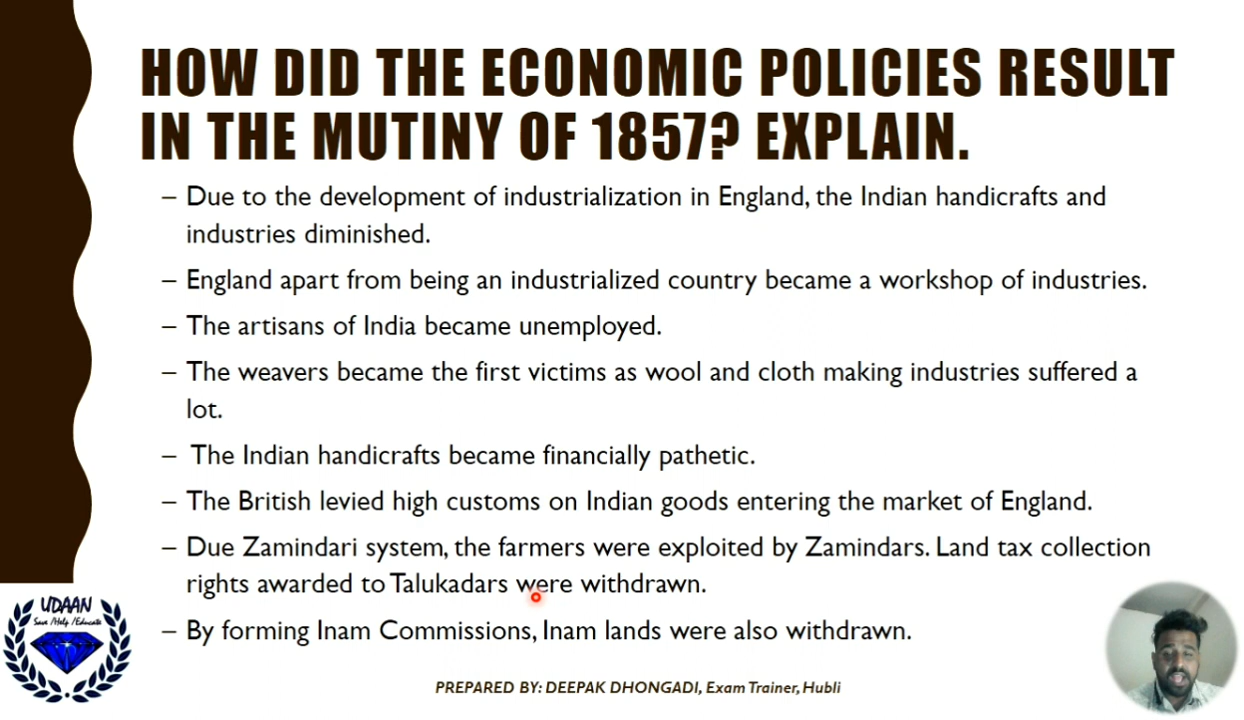 HOW DID THE ECONOMIC POLICIES RESULT
IN THE MUTINY OF 1857? EXPLAIN.
– Due to the development of industrialization in England, the Indian handicrafts and
industries diminished.
– England apart from being an industrialized country became a workshop of industries.
– The artisans of India became unemployed.
– The weavers became the first victims as wool and cloth making industries suffered a
lot.
– The Indian handicrafts became financially pathetic.
– The British levied high customs on Indian goods entering the market of England.
– Due Zamindari system, the farmers were exploited by Zamindars. Land tax collection
rights awarded to Talukadars were withdrawn.
– By forming Inam Commissions, Inam lands were also withdrawn.
UDAAN
Save /Help /Educate
PREPARED BY: DEEPAK DHONGADI, Exam Trainer, Hubli